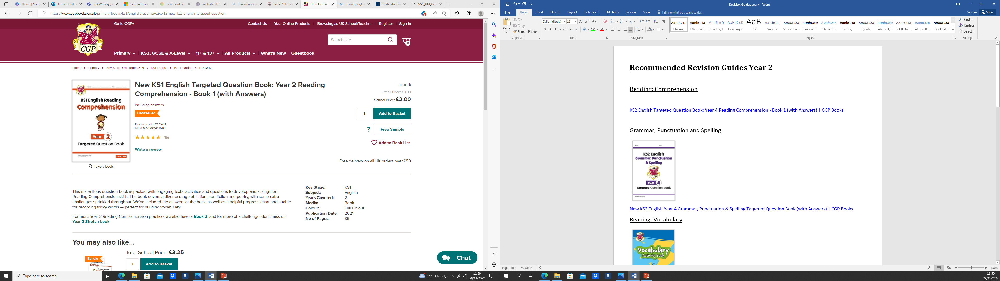 Home | Micro
Email - Carley
(1) Writing (E
Sign in to you
Feniscowles P
Website Stati
feniscowles p
Year 2 | Fenis
New KS1 Eng
www.google.
Understandin
S&S_UM_Geo
https://www.cgpbooks.co.uk/primary-books/ks1/english/reading/e2cw12-new-ks1-english-targeted-question
Go to CGP+
Contact Us
Your Online Products
Browsing as UK School/Teacher
Register
Sign In
CGP
Search site
0
Primary
KS3, GCSE & A-Level
11+ & 13+
All Products
What's New
Guestbook
Home > Primary > Key Stage One (ages 5-7) > KS1 English > KS1 Reading > E2CW12
CGP
KS1 English Reading
Comprehension
Year 2
Targeted Question Book
Includes answers
Book One
Take a Look
New KS1 English Targeted Question Book: Year 2 Reading
Comprehension - Book 1 (with Answers)
Including answers
Bestseller
Product code: E2CW12
ISBN: 9781782947592
(15)
Write a review
In stock
Retail Price: £3.99
School Price: £2.00
1
Add to Basket
?
Free Sample
Add to Book List
Free delivery on all UK orders over £50
This marvellous question book is packed with engaging texts, activities and questions to develop and strengthen
Reading Comprehension skills. The book covers a diverse range of fiction, non-fiction and poetry, with some extra
challenges sprinkled throughout. We've included the answers at the back, as well as a helpful progress chart and a table
for recording tricky words — perfect for building vocabulary!
For more Year 2 Reading Comprehension practice, we also have a Book 2, and for more of a challenge, don't miss our
Year 2 Stretch book.
Key Stage: KS1
Subject: English
Years Covered: 2
Media: Book
Colour: Full Colour
Publication Date: 2021
No of Pages: 36
You may also like...
Bundle
Total School Price: £3.25
1
Add to Basket
Chat
Type here to search
5°C Cloudy
11:50
29/11/2022
Revision Guides year 4 - Word
File
Home
Insert
Design
Layout
References
Mailings
Review
View
Tell me what you want to do...
Sign in
Share
Paste
Cut
Copy
Format Painter
Clipboard
Calibri (Body)
11
Font
Paragraph
¶ Normal
¶ No Spac...
Heading 1
Heading 2
Title
Subtitle
Subtle Em...
Emphasis
Intense E...
Strong
Quote
Intense Q...
Subtle Ref...
Intense Re...
Book Title
Styles
Find
Replace
Select
Editing
Recommended Revision Guides Year 2
Reading: Comprehension
KS2 English Targeted Question Book: Year 4 Reading Comprehension - Book 1 (with Answers) | CGP Books
Grammar, Punctuation and Spelling
KS2 English
Grammar, Punctuation
& Spelling
CGP
Year 4
Targeted Question Book
Includes answers
New KS2 English Year 4 Grammar, Punctuation & Spelling Targeted Question Book (with Answers) | CGP Books
Reading: Vocabulary
Vocabulary
Activity Book
Page 1 of 2
99 words
130%
11:50
29/11/2022